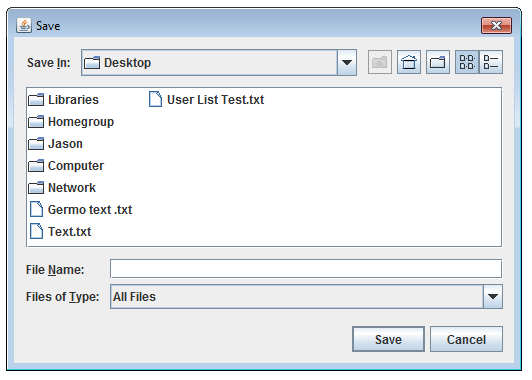 Save
Save In: Desktop
Libraries
Homegroup
Jason
Computer
Network
Germo text .txt
Text.txt
User List Test.txt
File Name:
Files of Type: All Files
Save Cancel